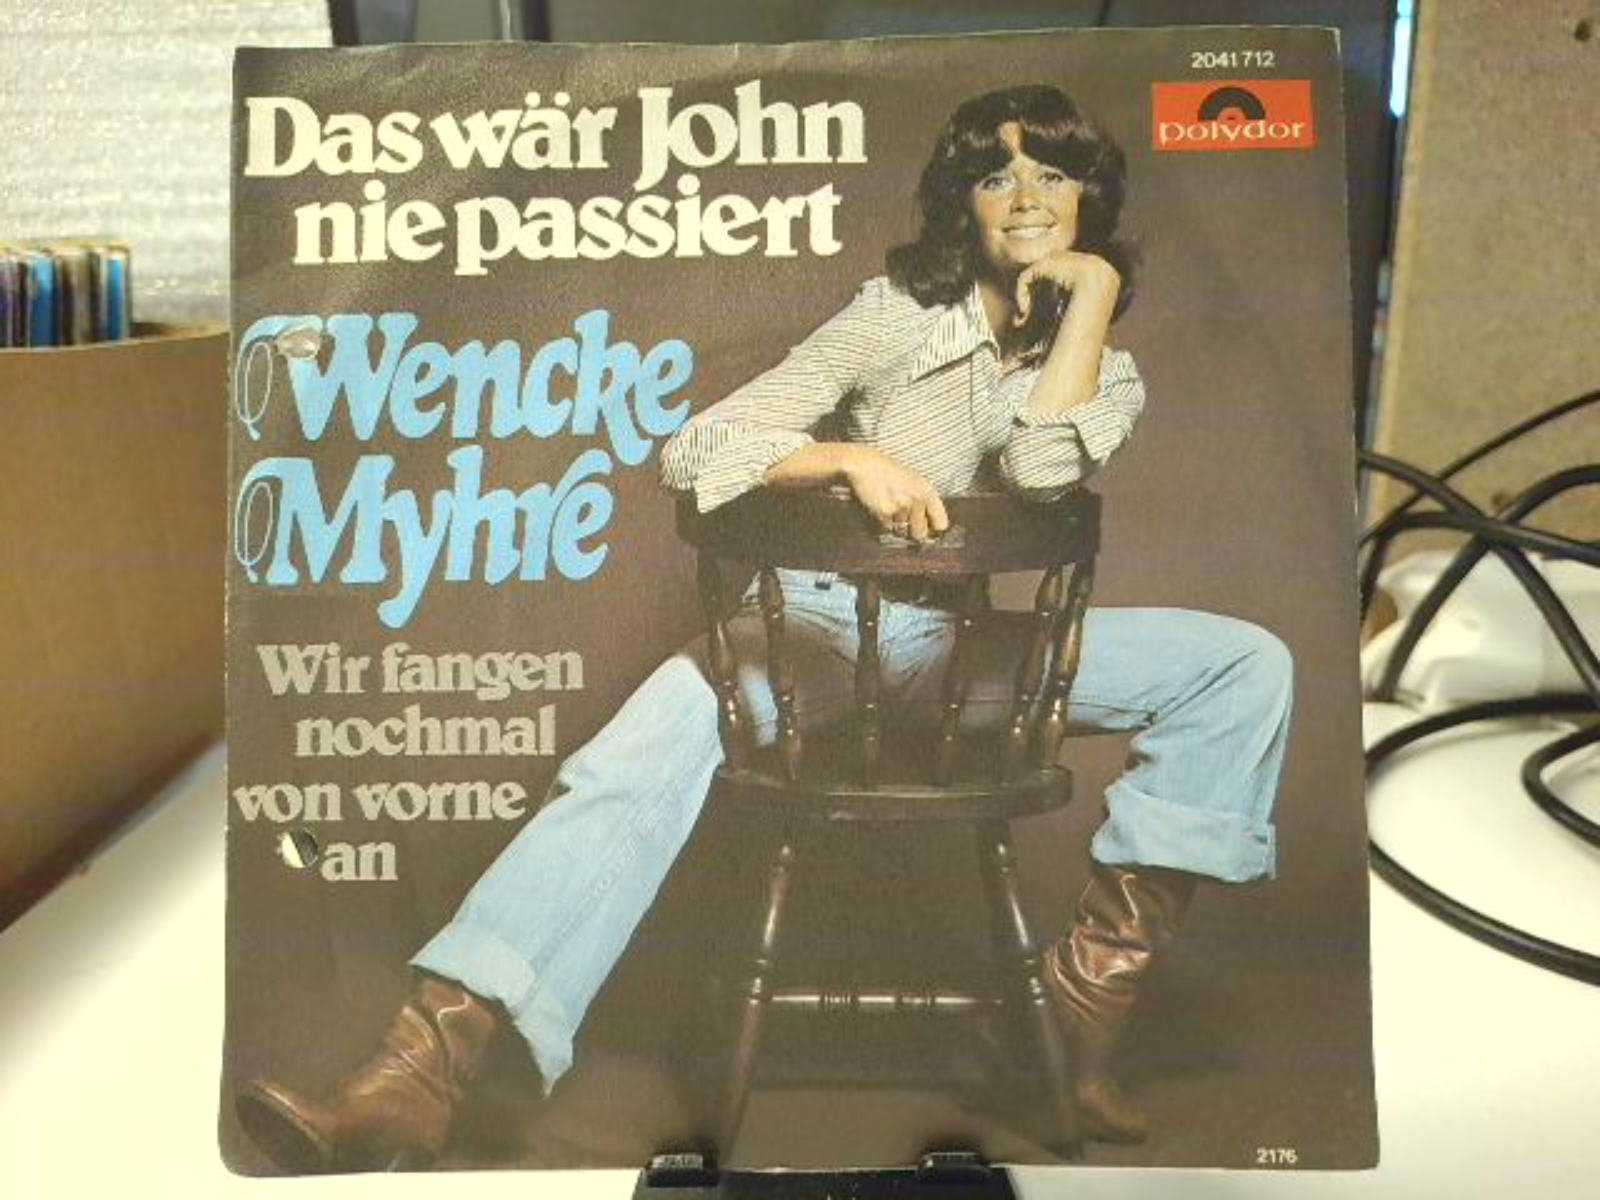 2041 712
polydor
Das wär John
nie passiert
Wencke
Myhre
Wir fangen
nochmal
von vorne
an
2176